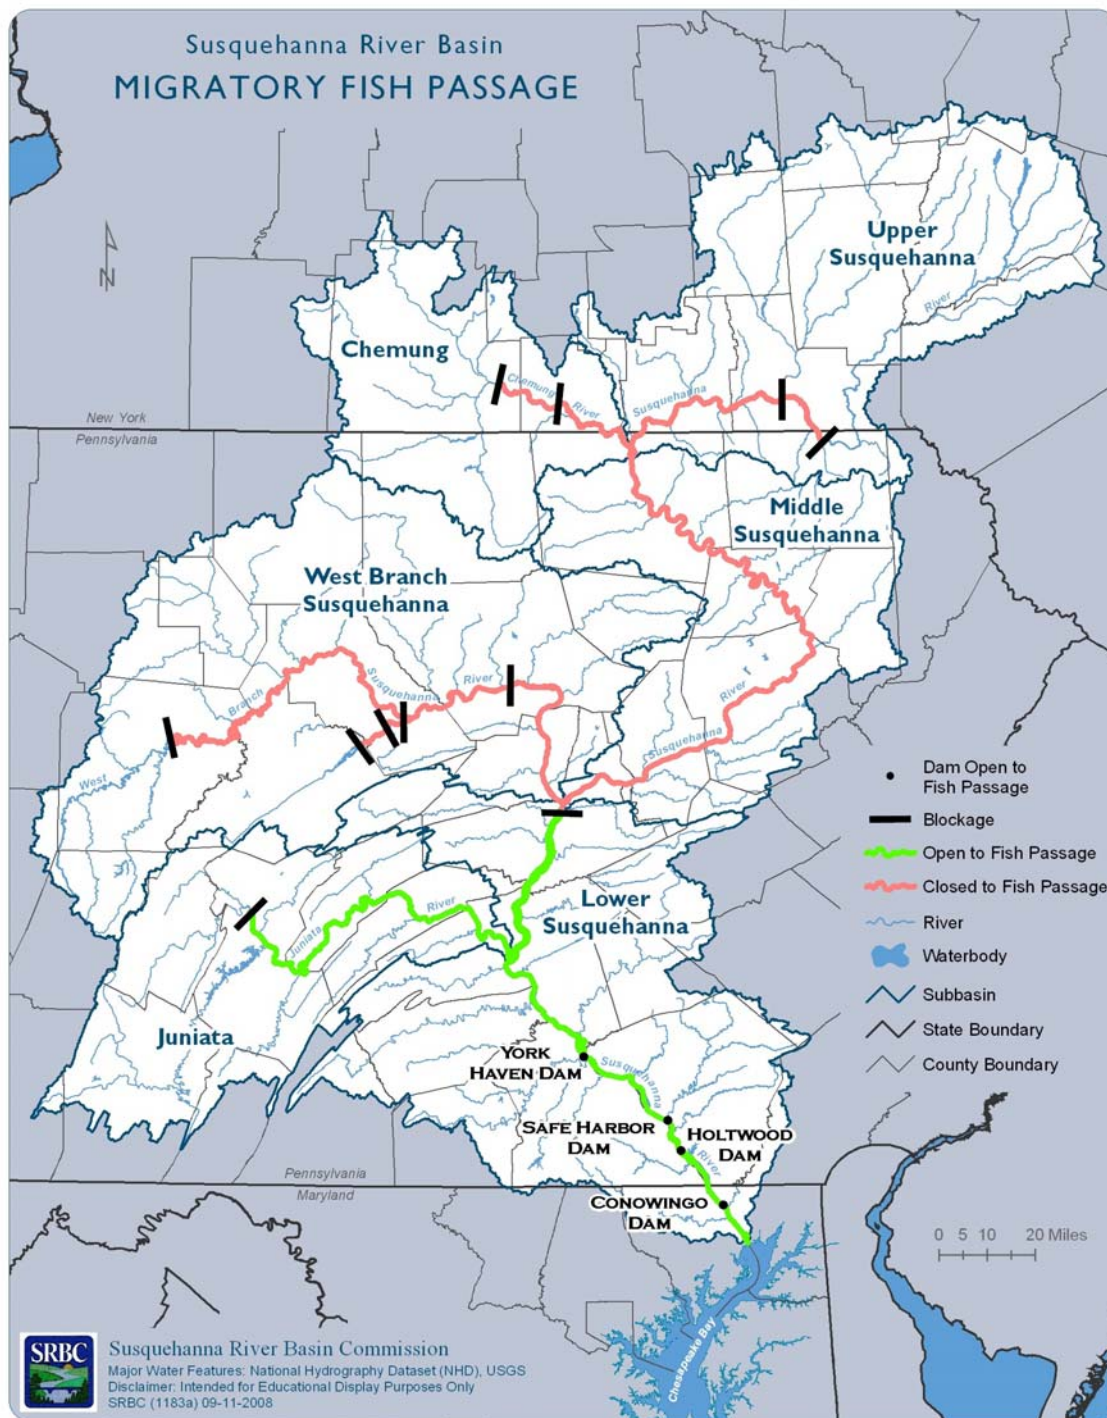 Susquehanna River Basin
MIGRATORY FISH PASSAGE
N
Upper
Susquehanna
River
Chemung
Chemung
River
Susquehanna
New York
Pennsylvania
Middle
Susquehanna
West Branch
Susquehanna
Susquehanna
River
Branch
West
River
Susquehanna
Dam Open to
Fish Passage
Blockage
Open to Fish Passage
Closed to Fish Passage
River
Waterbody
Subbasin
State Boundary
County Boundary
Lower
Susquehanna
River
Juniata
Juniata
YORK
HAVEN DAM
Susquehanna
SAFE HARBOR
DAM
HOLTWOOD
DAM
River
Pennsylvania
Maryland
CONOWINGO
DAM
0 5 10 20 Miles
Chesapeake Bay
SRBC
Susquehanna River Basin Commission
Major Water Features: National Hydrography Dataset (NHD), USGS
Disclaimer: Intended for Educational Display Purposes Only
SRBC (1183a) 09-11-2008